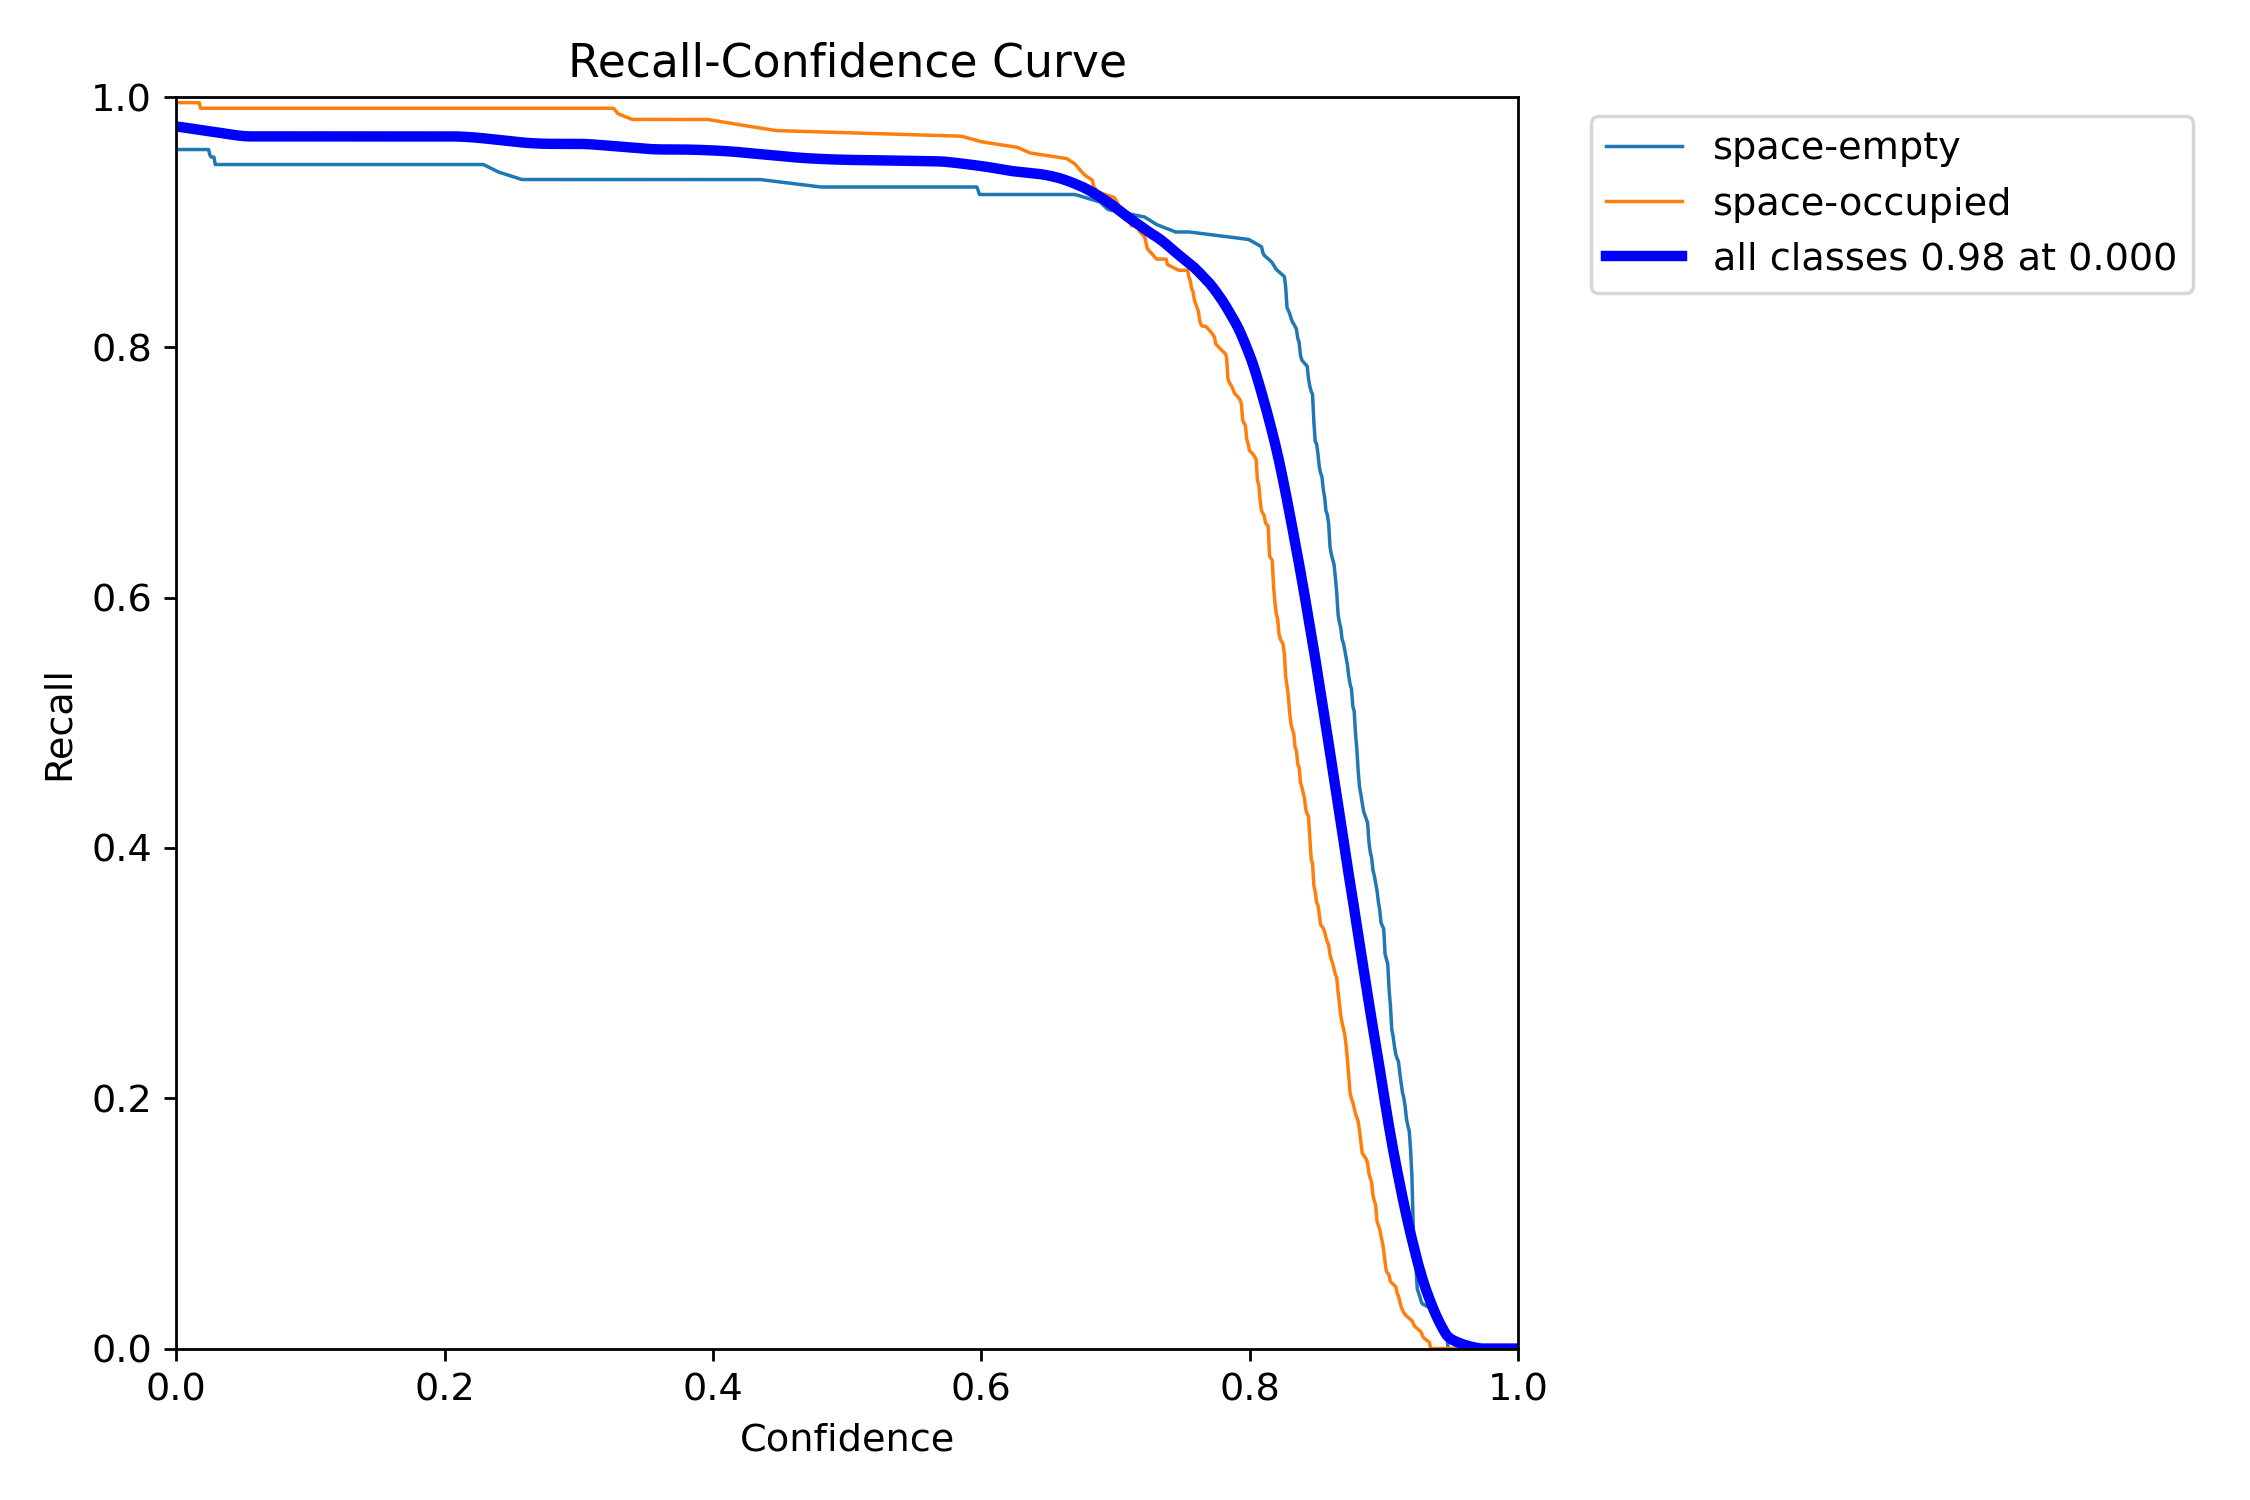 Recall-Confidence Curve
1.0
0.8
0.6
0.4
0.2
0.0
Recall
0.0 0.2 0.4 0.6 0.8 1.0
Confidence
space-empty
space-occupied
all classes 0.98 at 0.000